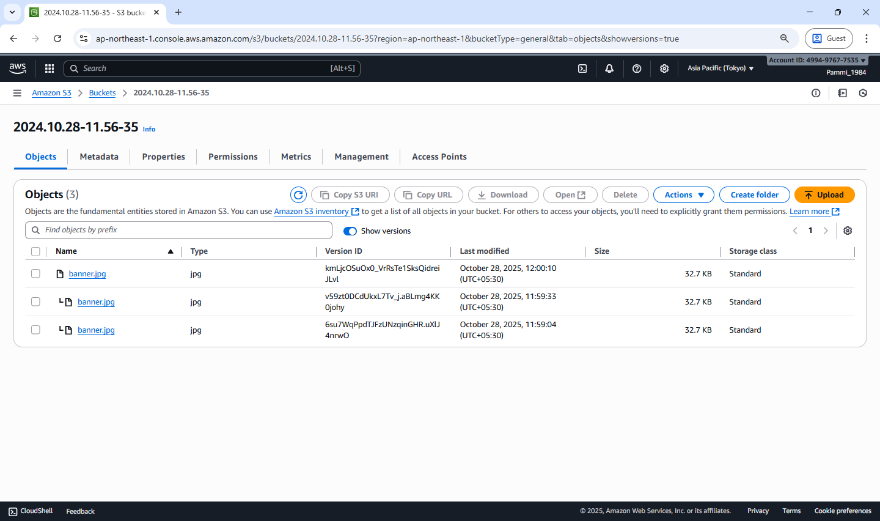 2024.10.28-11.56-35 - S3 buck
Guest
ap-northeast-1.console.aws.amazon.com/s3/buckets/2024.10.28-11.56-35?region=ap-northeast-1&bucketType=general&tab=objects&showversions=true
aws
Search
[Alt+S]
Asia Pacific (Tokyo)
Account ID: 4994-9767-7535
Pammi_1984
Amazon S3
Buckets
2024.10.28-11.56-35
2024.10.28-11.56-35 Info
Objects
Metadata
Properties
Permissions
Metrics
Management
Access Points
Objects (3)
Copy S3 URI
Copy URL
Download
Open
Delete
Actions
Create folder
Upload
Objects are the fundamental entities stored in Amazon S3. You can use Amazon S3 inventory to get a list of all objects in your bucket. For others to access your objects, you'll need to explicitly grant them permissions. Learn more
Find objects by prefix
Show versions
1
Name
Type
Version ID
Last modified
Size
Storage class
banner.jpg
jpg
October 28, 2025, 12:00:10
(UTC+05:30)
32.7 KB
Standard
banner.jpg
jpg
October 28, 2025, 11:59:33
(UTC+05:30)
32.7 KB
Standard
banner.jpg
jpg
October 28, 2025, 11:59:04
(UTC+05:30)
32.7 KB
Standard
CloudShell
Feedback
© 2025, Amazon Web Services, Inc. or its affiliates.
Privacy
Terms
Cookie preferences